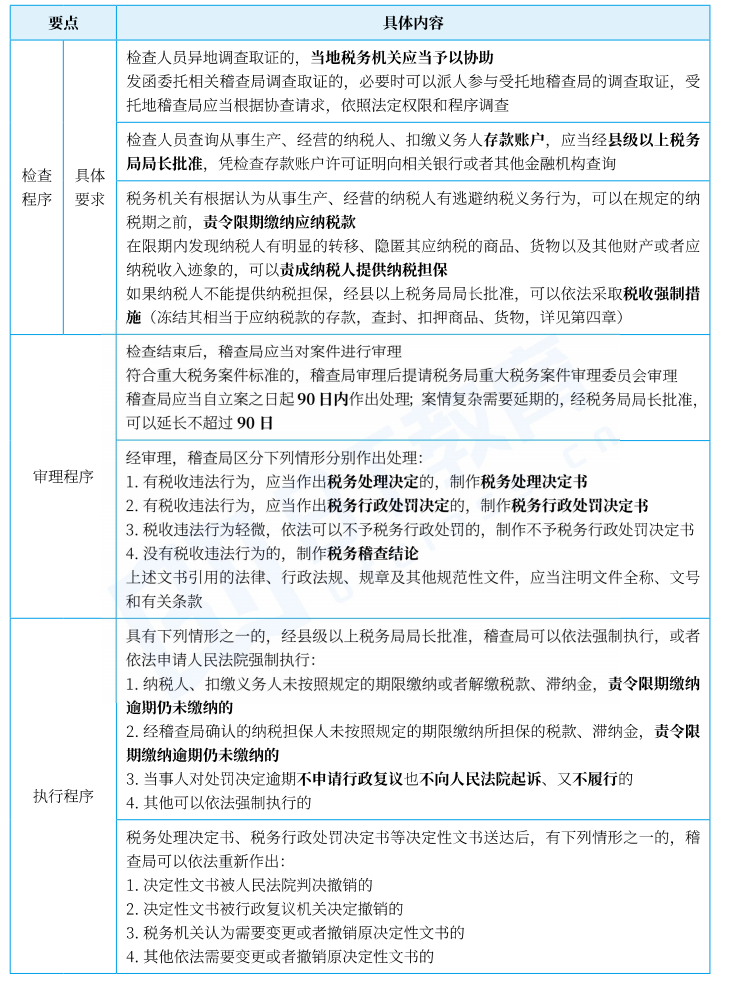 要点 具体内容
检查人员异地调查取证的，当地税务机关应当予以协助
发函委托相关稽查局调查取证的，必要时可以派人参与受托地稽查局的调查取证，受
托地稽查局应当根据协查请求，依照法定权限和程序调查
检查人员查询从事生产、经营的纳税人、扣缴义务人存款账户，应当经县级以上税务
局局长批准，凭检查存款账户许可证明向相关银行或者其他金融机构查询
检查 具体
程序 要求
税务机关有根据认为从事生产、经营的纳税人有逃避纳税义务行为，可以在规定的纳
税期之前，责令限期缴纳应纳税款
在限期内发现纳税人有明显的转移、隐匿其应纳税的商品、货物以及其他财产或者应
纳税收入迹象的，可以责成纳税人提供纳税担保
如果纳税人不能提供纳税担保，经县以上税务局局长批准，可以依法采取税收强制措
施（冻结其相当于应纳税款的存款，查封、扣押商品、货物，详见第四章）
检查结束后，稽查局应当对案件进行审理
符合重大税务案件标准的，稽查局审理后提请税务局重大税务案件审理委员会审理
稽查局应当自立案之日起 90 日内作出处理；案情复杂需要延期的，经税务局局长批准，
可以延长不超过 90 日
审理程序
经审理，稽查局区分下列情形分别作出处理：
1. 有税收违法行为，应当作出税务处理决定的，制作税务处理决定书
2. 有税收违法行为，应当作出税务行政处罚决定的，制作税务行政处罚决定书
3. 税收违法行为轻微，依法可以不予税务行政处罚的，制作不予税务行政处罚决定书
4. 没有税收违法行为的，制作税务稽查结论
上述文书引用的法律、行政法规、规章及其他规范性文件，应当注明文件全称、文号
和有关条款
具有下列情形之一的，经县级以上税务局局长批准，稽查局可以依法强制执行，或者
依法申请人民法院强制执行：
1. 纳税人、扣缴义务人未按照规定的期限缴纳或者解缴税款、滞纳金，责令限期缴纳
逾期仍未缴纳的
2. 经稽查局确认的纳税担保人未按照规定的期限缴纳所担保的税款、滞纳金，责令限
期缴纳逾期仍未缴纳的
3. 当事人对处罚决定逾期不申请行政复议也不向人民法院起诉、又不履行的
4. 其他可以依法强制执行的
执行程序
税务处理决定书、税务行政处罚决定书等决定性文书送达后，有下列情形之一的，稽
查局可以依法重新作出：
1. 决定性文书被人民法院判决撤销的
2. 决定性文书被行政复议机关决定撤销的
3. 税务机关认为需要变更或者撤销原决定性文书的
4. 其他依法需要变更或者撤销原决定性文书的